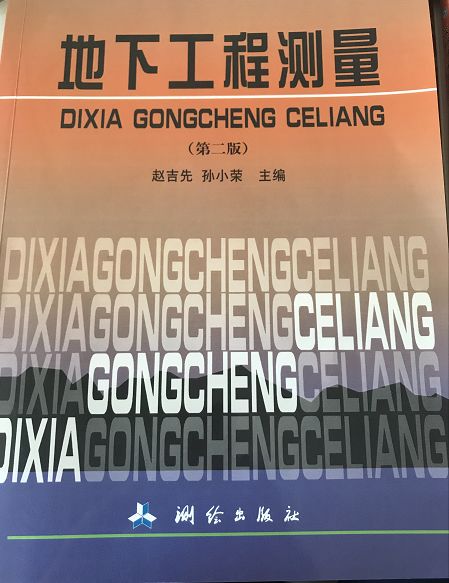 地下工程测量
DIXIA GONGCHENG CELIANG
(第二版)
赵吉先 孙小荣 主编
DIXIAGONGCHENGCELIANG
DIXIAGONGCHENGCELIANG
DIXIAGONGCHENGCELIANG
DIXIAGONGCHENGCELIANG
测绘出版社